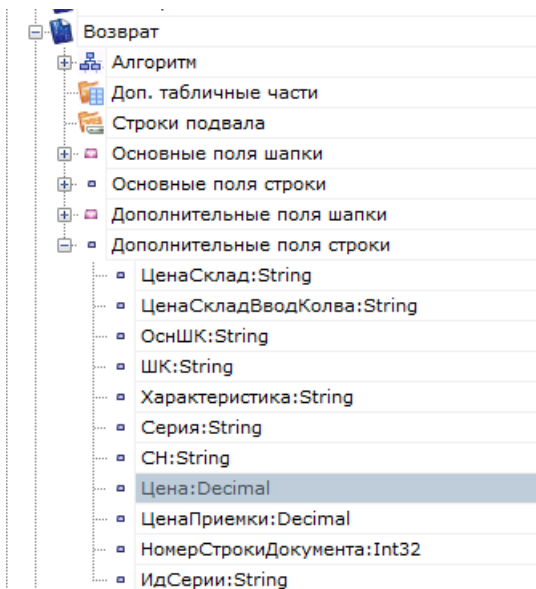 Возврат
Алгоритм
Доп. табличные части
Строки подвала
Основные поля шапки
Основные поля строки
Дополнительные поля шапки
Дополнительные поля строки
ЦенаСклад:String
ЦенаСкладВводКолва:String
ОснШК:String
ШК:String
Характеристика:String
Серия:String
СН:String
Цена:Decimal
ЦенаПриемки:Decimal
НомерСтрокиДокумента:Int32
ИдСерии:String